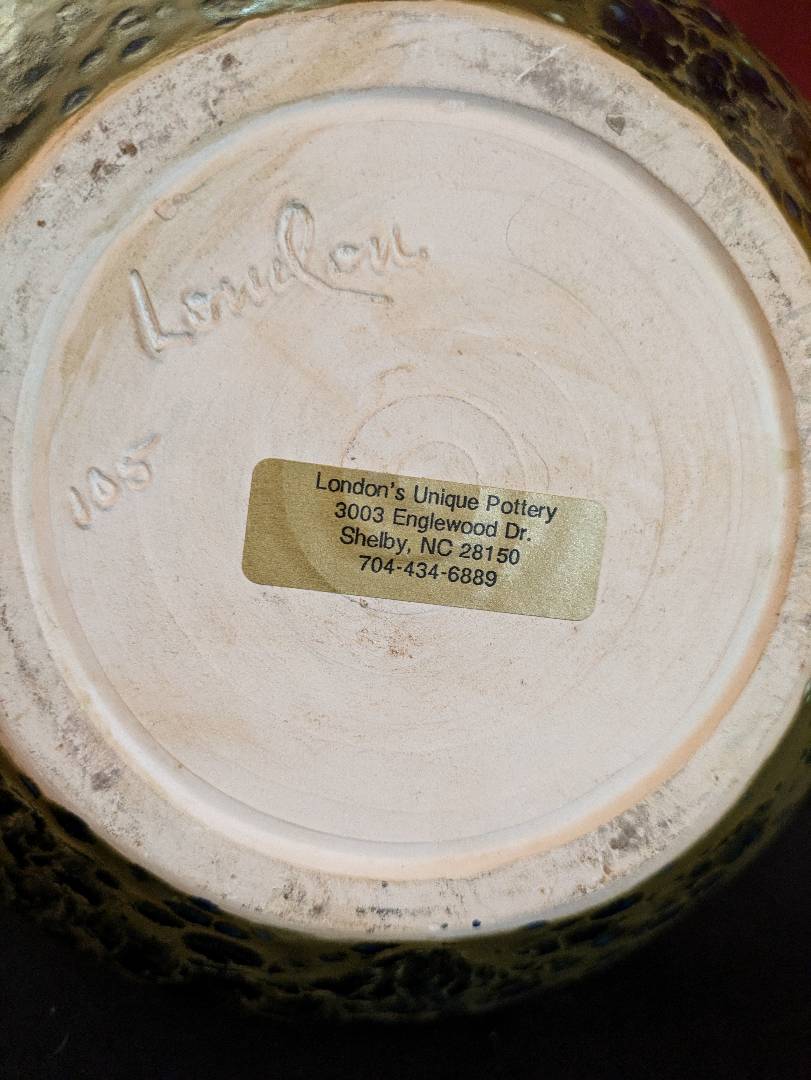 London
105
London's Unique Pottery
3003 Englewood Dr.
Shelby, NC 28150
704-434-6889